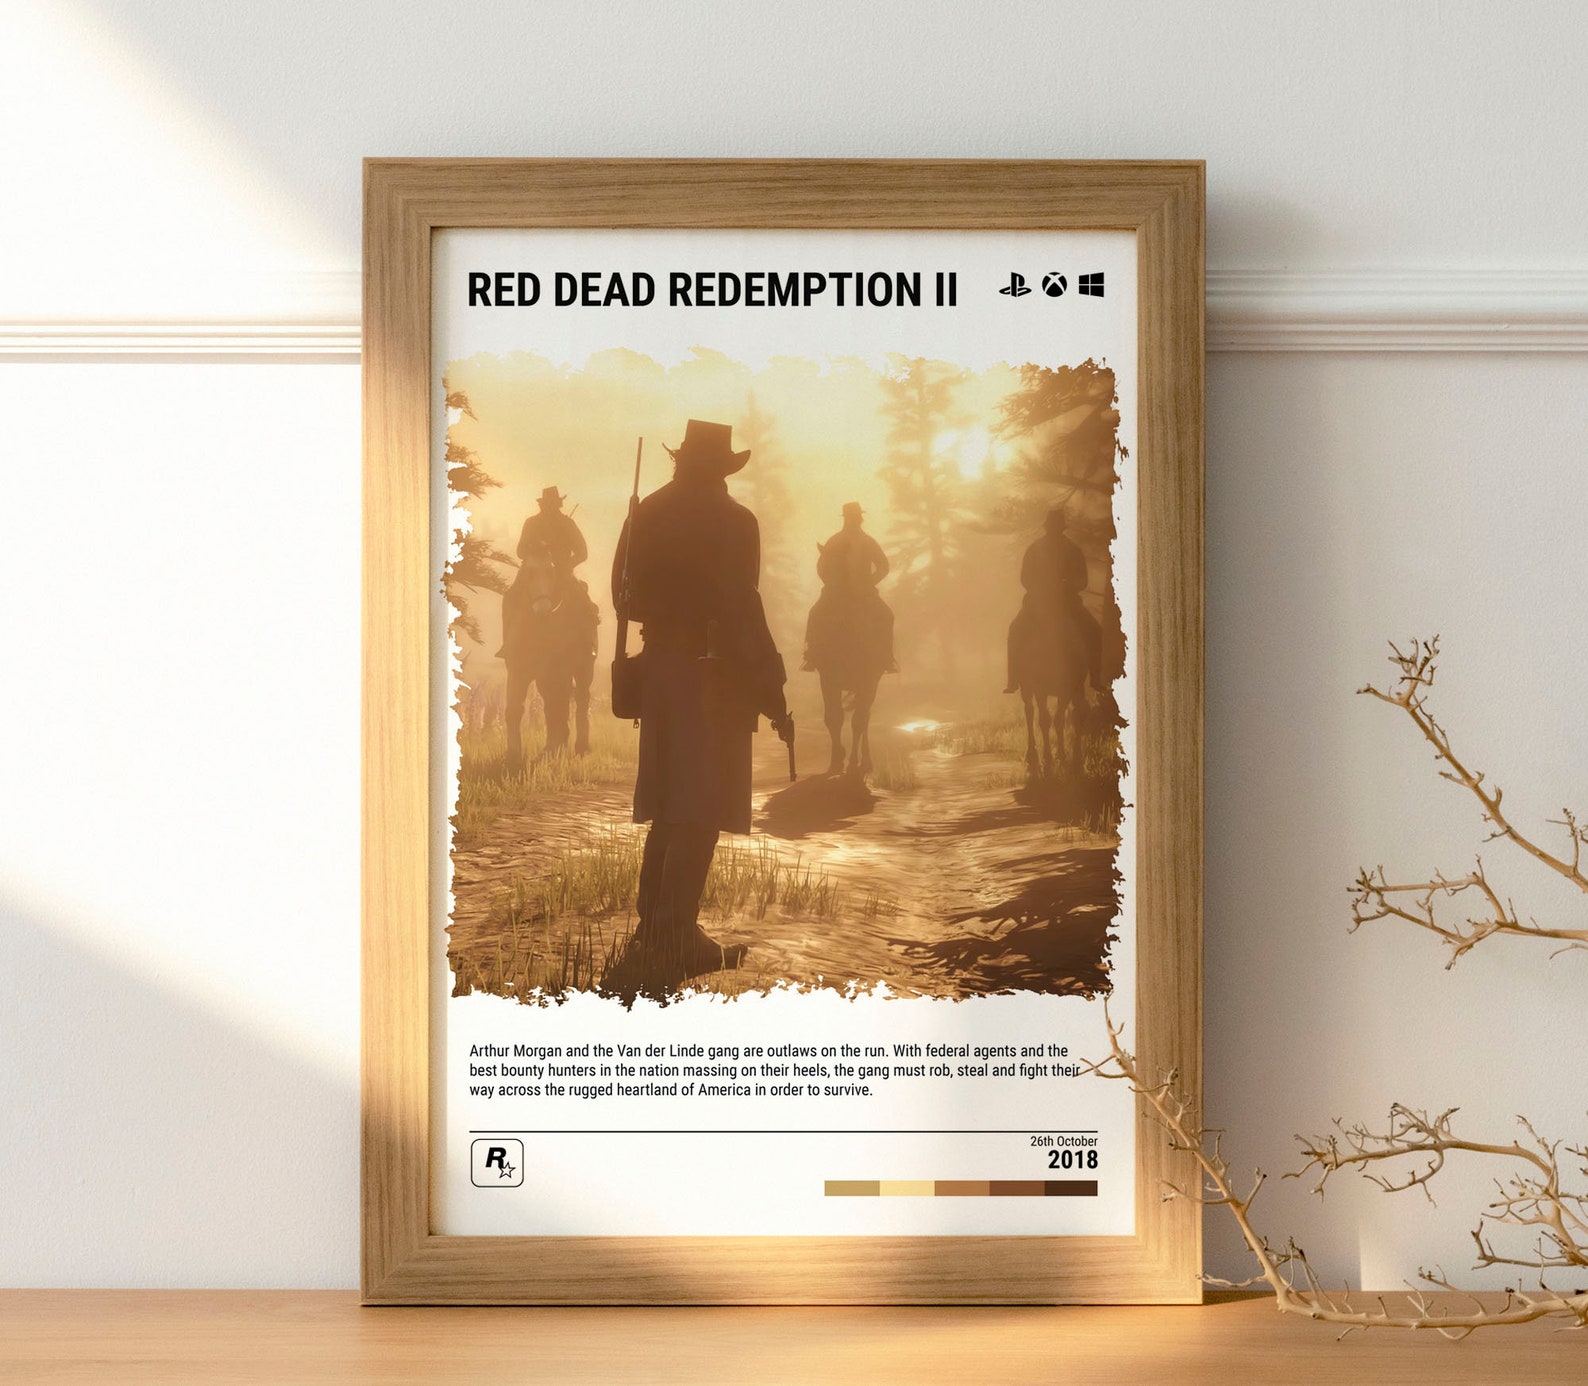 RED DEAD REDEMPTION II
Arthur Morgan and the Van der Linde gang are outlaws on the run. With federal agents and the
best bounty hunters in the nation massing on their heels, the gang must rob, steal and fight their
way across the rugged heartland of America in order to survive.
R
26th October
2018